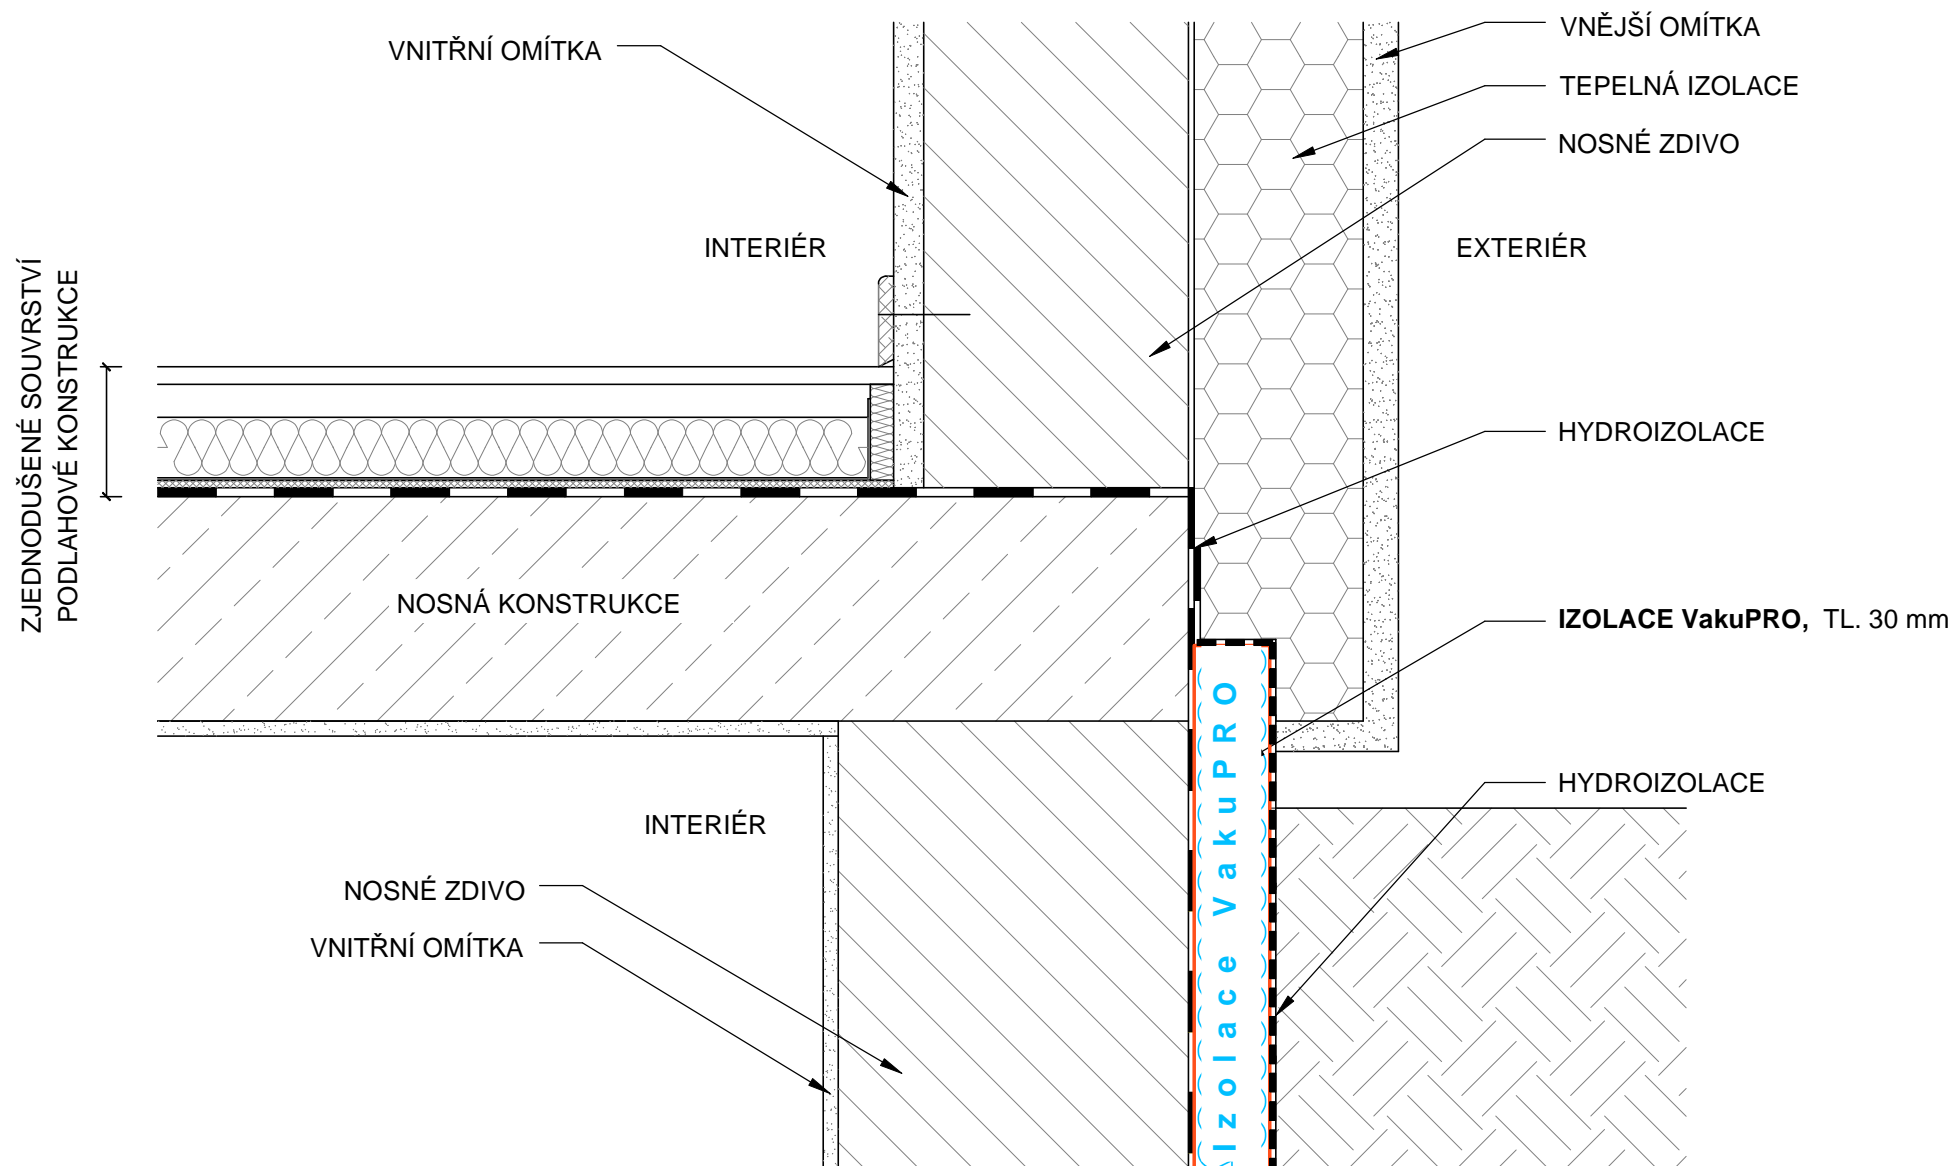 VNITŘNÍ OMÍTKA
VNĚJŠÍ OMÍTKA
TEPELNÁ IZOLACE
NOSNÉ ZDIVO
INTERIÉR
EXTERIÉR
ZJEDNODUŠENÉ SOUVRSTVÍ
PODLAHOVÉ KONSTRUKCE
HYDROIZOLACE
NOSNÁ KONSTRUKCE
IZOLACE VakuPRO, TL. 30 mm
HYDROIZOLACE
INTERIÉR
NOSNÉ ZDIVO
VNITŘNÍ OMÍTKA
Izolace VakuPRO